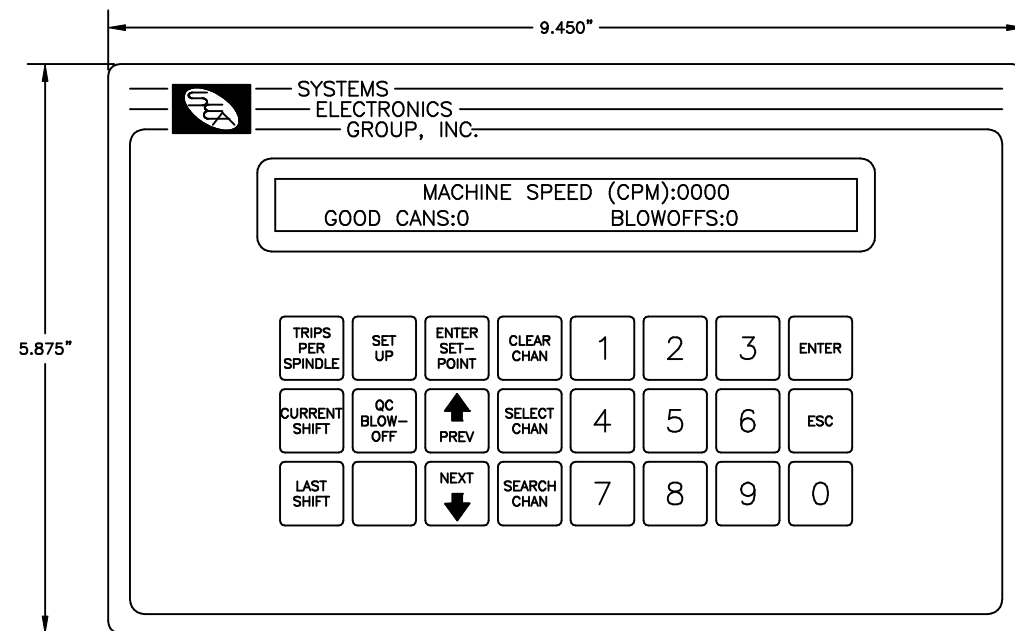 9.450"
SYSTEMS
ELECTRONICS
GROUP, INC.
MACHINE SPEED (CPM):0000
GOOD CANS:0 BLOWOFFS:0
5.875"
TRIPS
PER
SPINDLE
SET
UP
ENTER
SET-
POINT
CLEAR
CHAN
1
2
3
ENTER
CURRENT
SHIFT
QC
BLOW-
OFF
PREV
SELECT
CHAN
4
5
6
ESC
LAST
SHIFT
NEXT
SEARCH
CHAN
7
8
9
0